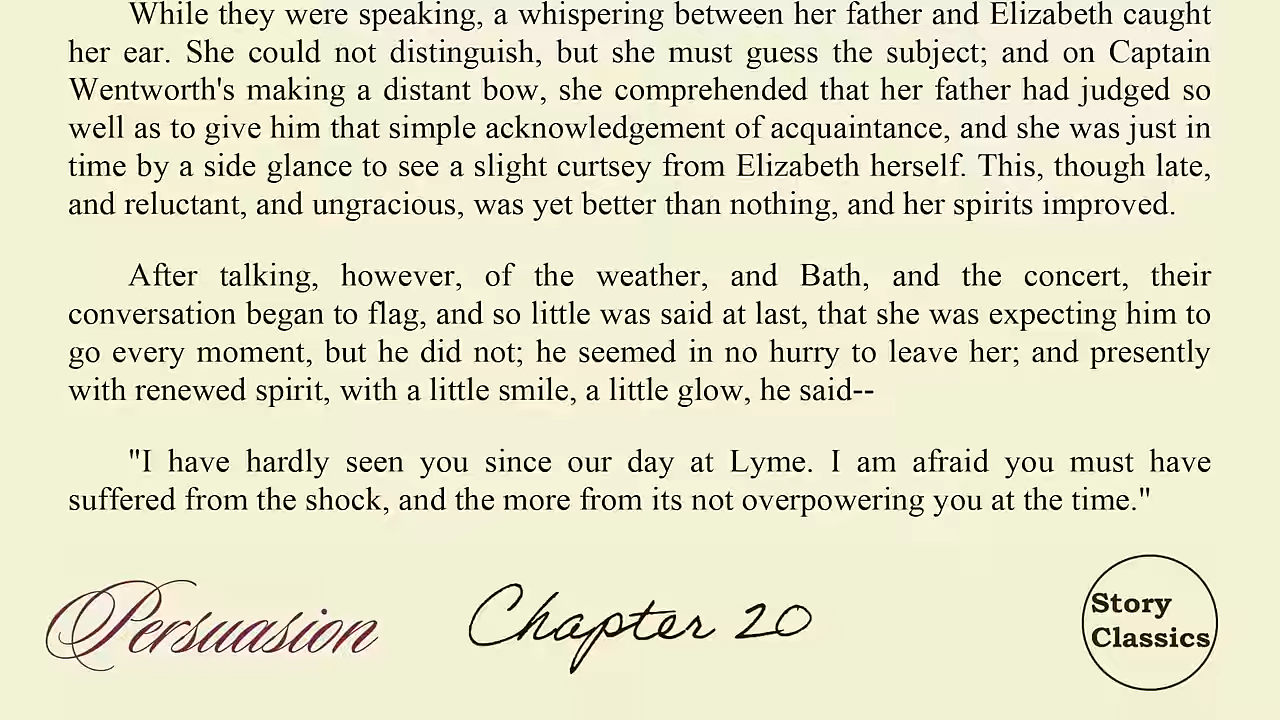 While they were speaking, a whispering between her father and Elizabeth caught
her ear. She could not distinguish, but she must guess the subject; and on Captain
Wentworth's making a distant bow, she comprehended that her father had judged so
well as to give him that simple acknowledgement of acquaintance, and she was just in
time by a side glance to see a slight curtsey from Elizabeth herself. This, though late,
and reluctant, and ungracious, was yet better than nothing, and her spirits improved.
After talking, however, of the weather, and Bath, and the concert, their
conversation began to flag, and so little was said at last, that she was expecting him to
go every moment, but he did not; he seemed in no hurry to leave her; and presently
with renewed spirit, with a little smile, a little glow, he said--
"I have hardly seen you since our day at Lyme. I am afraid you must have
suffered from the shock, and the more from its not overpowering you at the time."
Persuasion Chapter 20
Story
Classics